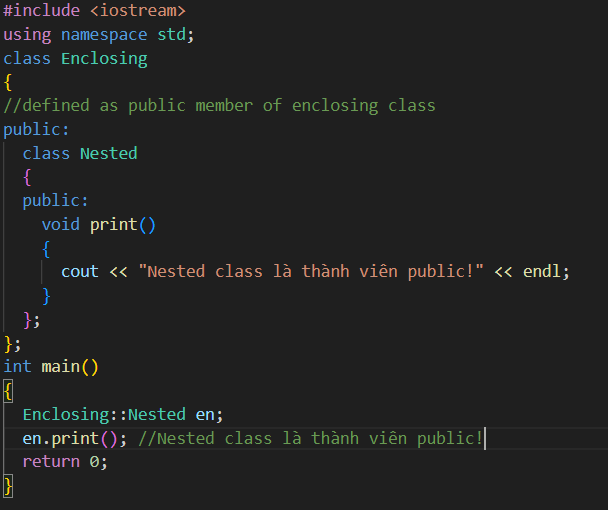 #include <iostream>
using namespace std;
class Enclosing
{
//defined as public member of enclosing class
public:
  class Nested
  {
  public:
    void print()
    {
      cout << "Nested class là thành viên public!" << endl;
    }
  };
};
int main()
{
  Enclosing::Nested en;
  en.print(); //Nested class là thành viên public!
  return 0;
}